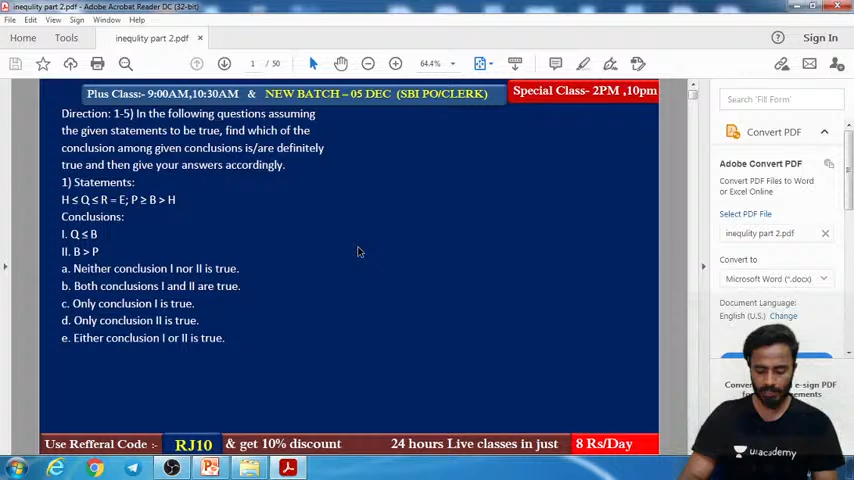 inequlity part 2.pdf - Adobe Acrobat Reader DC (32-bit)
File Edit View Sign Window Help
Home Tools inequlity part 2.pdf × Sign In
1 / 50 64.4%
Plus Class:- 9:00AM,10:30AM & NEW BATCH – 05 DEC (SBI PO/CLERK)
Special Class- 2PM ,10pm
Direction: 1-5) In the following questions assuming
the given statements to be true, find which of the
conclusion among given conclusions is/are definitely
true and then give your answers accordingly.
1) Statements:
H ≤ Q ≤ R = E; P ≥ B > H
Conclusions:
I. Q ≤ B
II. B > P
a. Neither conclusion I nor II is true.
b. Both conclusions I and II are true.
c. Only conclusion I is true.
d. Only conclusion II is true.
e. Either conclusion I or II is true.
Use Refferal Code :- RJ10 & get 10% discount 24 hours Live classes in just 8 Rs/Day
Search 'Fill Form'
Convert PDF
Adobe Convert PDF
Convert PDF Files to Word
or Excel Online
Select PDF File
inequlity part 2.pdf ×
Convert to
Microsoft Word (*.docx)
Document Language:
English (U.S.) Change
e-sign PDF
unacademy